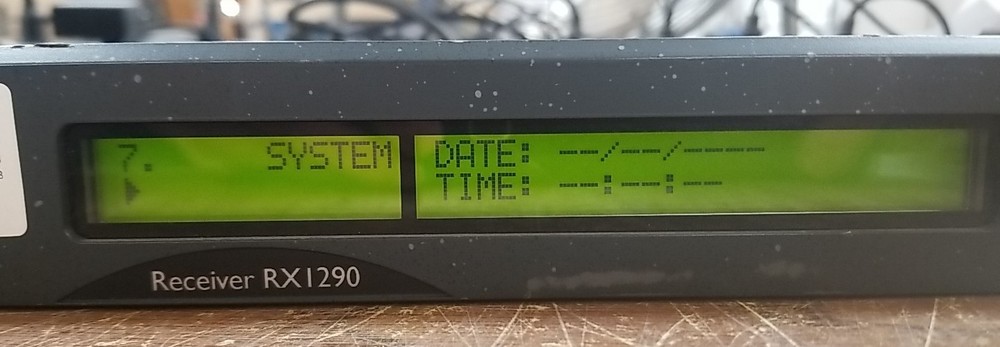 7. SYSTEM
DATE: --/--/----
TIME: --:--:--
Receiver RX1290